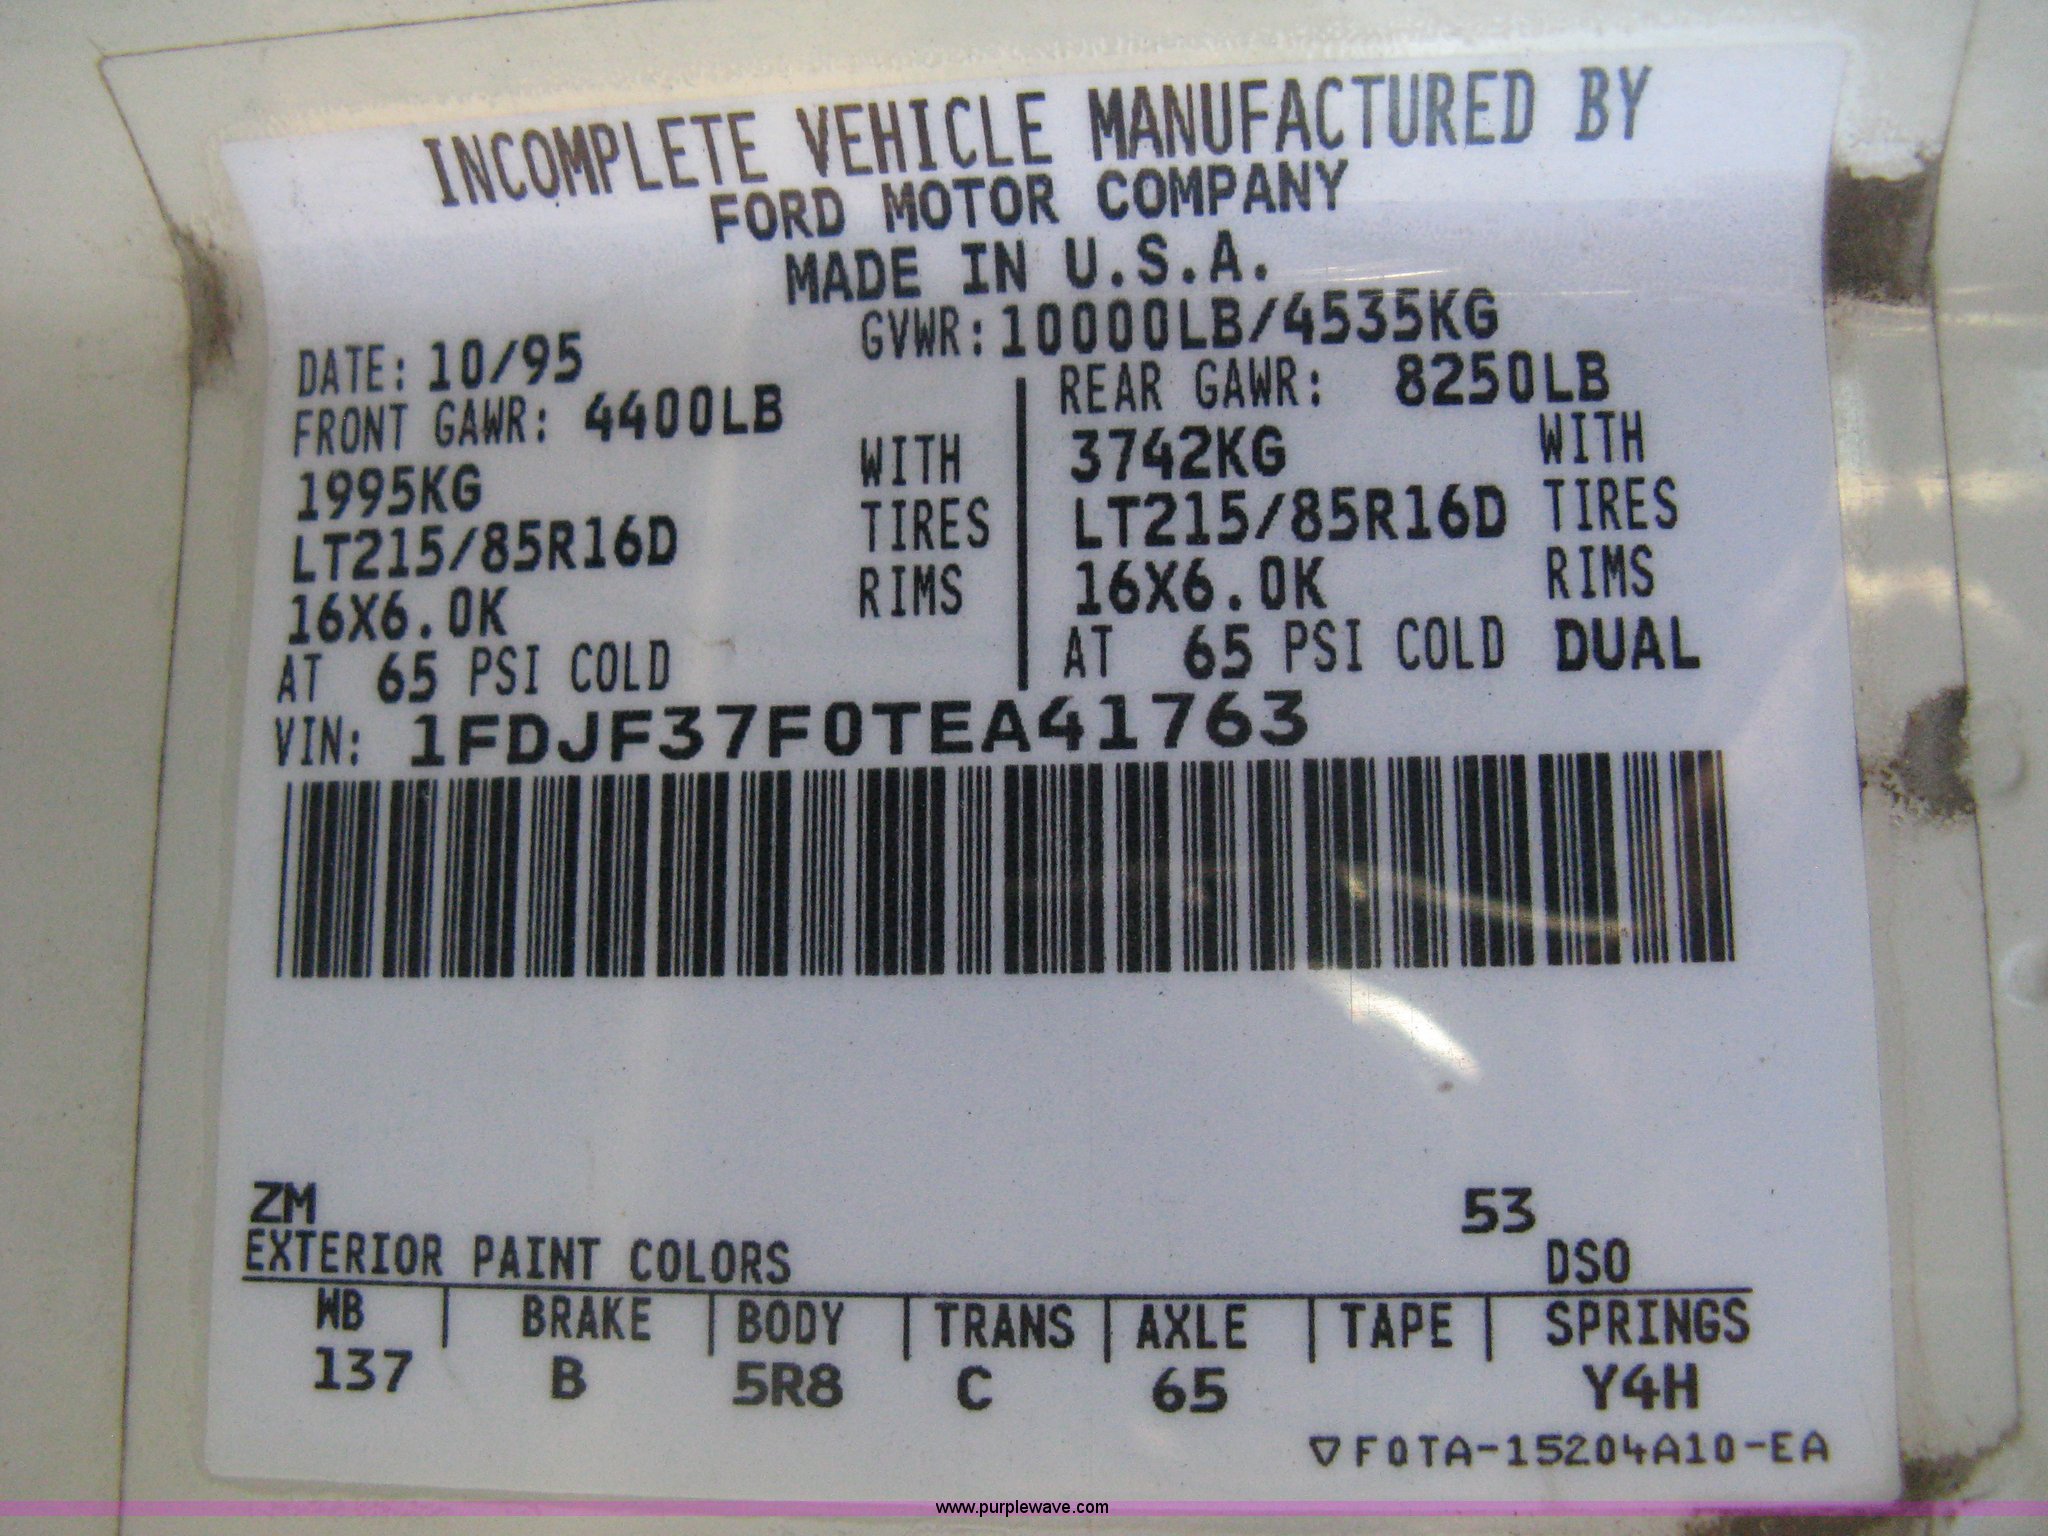 INCOMPLETE VEHICLE MANUFACTURED BY
FORD MOTOR COMPANY
MADE IN U.S.A.
DATE: 10/95 GVWR: 10000LB/4535KG
FRONT GAWR: 4400LB REAR GAWR: 8250LB
1995KG WITH 3742KG WITH
LT215/85R16D TIRES LT215/85R16D TIRES
16X6.0K RIMS 16X6.0K RIMS
AT 65 PSI COLD AT 65 PSI COLD DUAL
VIN: 1FDJF37F0TEA41763
ZM 53
EXTERIOR PAINT COLORS DSO
WB BRAKE BODY TRANS AXLE TAPE SPRINGS
137 B 5R8 C 65 Y4H
▽F0TA-15204A10-EA
www.purplewave.com